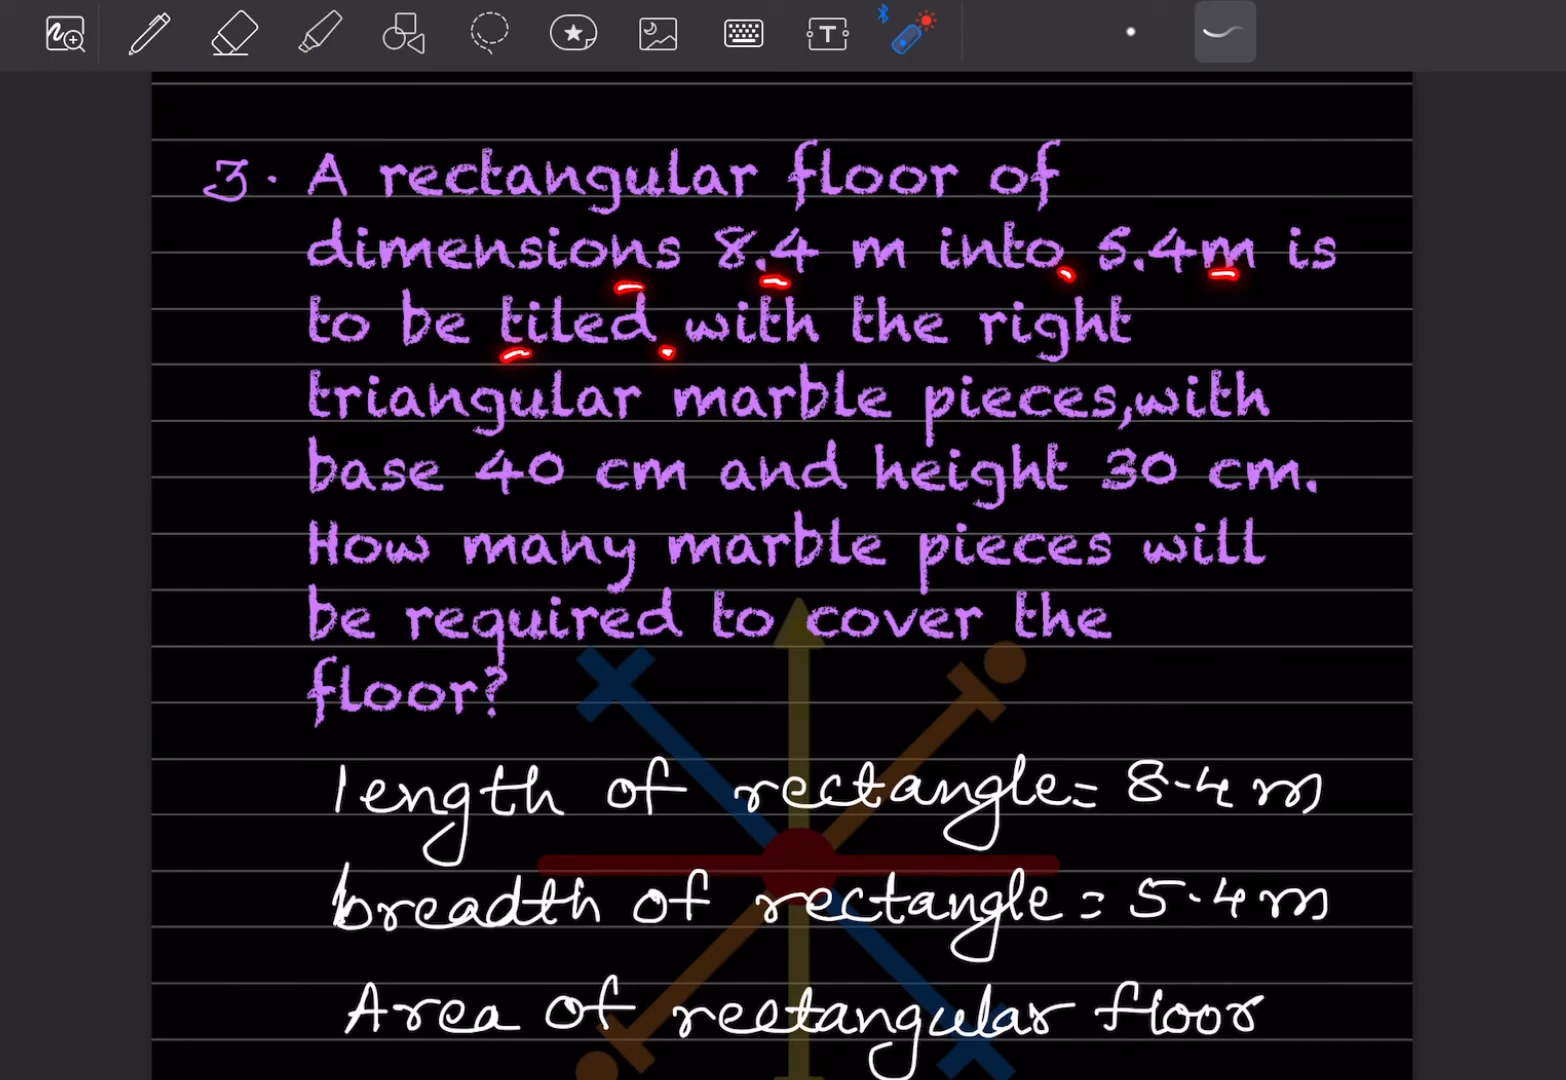 3. A rectangular floor of
dimensions 8.4 m into 5.4m is
to be tiled with the right
triangular marble pieces,with
base 40 cm and height 30 cm.
How many marble pieces will
be required to cover the
floor?
length of rectangle= 8.4 m
breadth of rectangle = 5.4 m
Area of rectangular floor